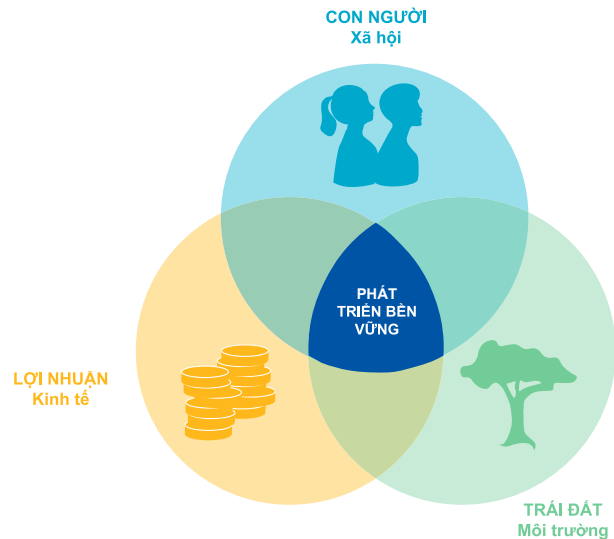 CON NGƯỜI
Xã hội
PHÁT
TRIỂN BỀN
VỮNG
LỢI NHUẬN
Kinh tế
TRÁI ĐẤT
Môi trường